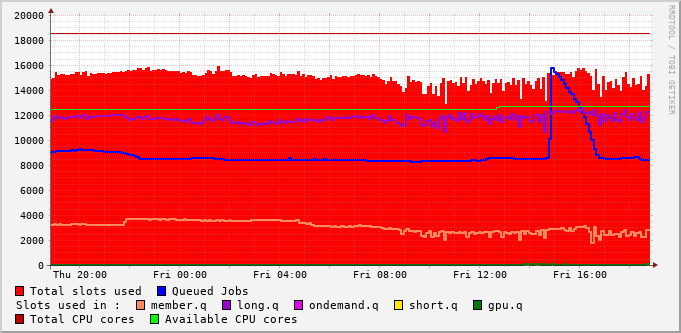 20000
18000
16000
14000
12000
10000
8000
6000
4000
2000
0
Thu 20:00 Fri 00:00 Fri 04:00 Fri 08:00 Fri 12:00 Fri 16:00
RRDTOOL / TOBI OETIKER
Total slots used Queued Jobs
Slots used in : member.q long.q ondemand.q short.q gpu.q
Total CPU cores Available CPU cores